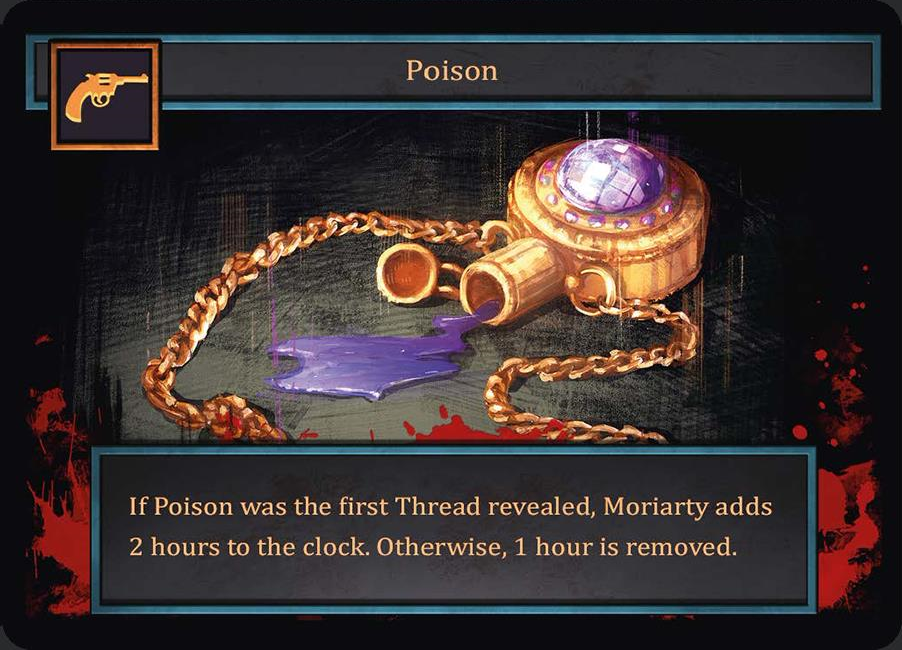 Poison
If Poison was the first Thread revealed, Moriarty adds
2 hours to the clock. Otherwise, 1 hour is removed.